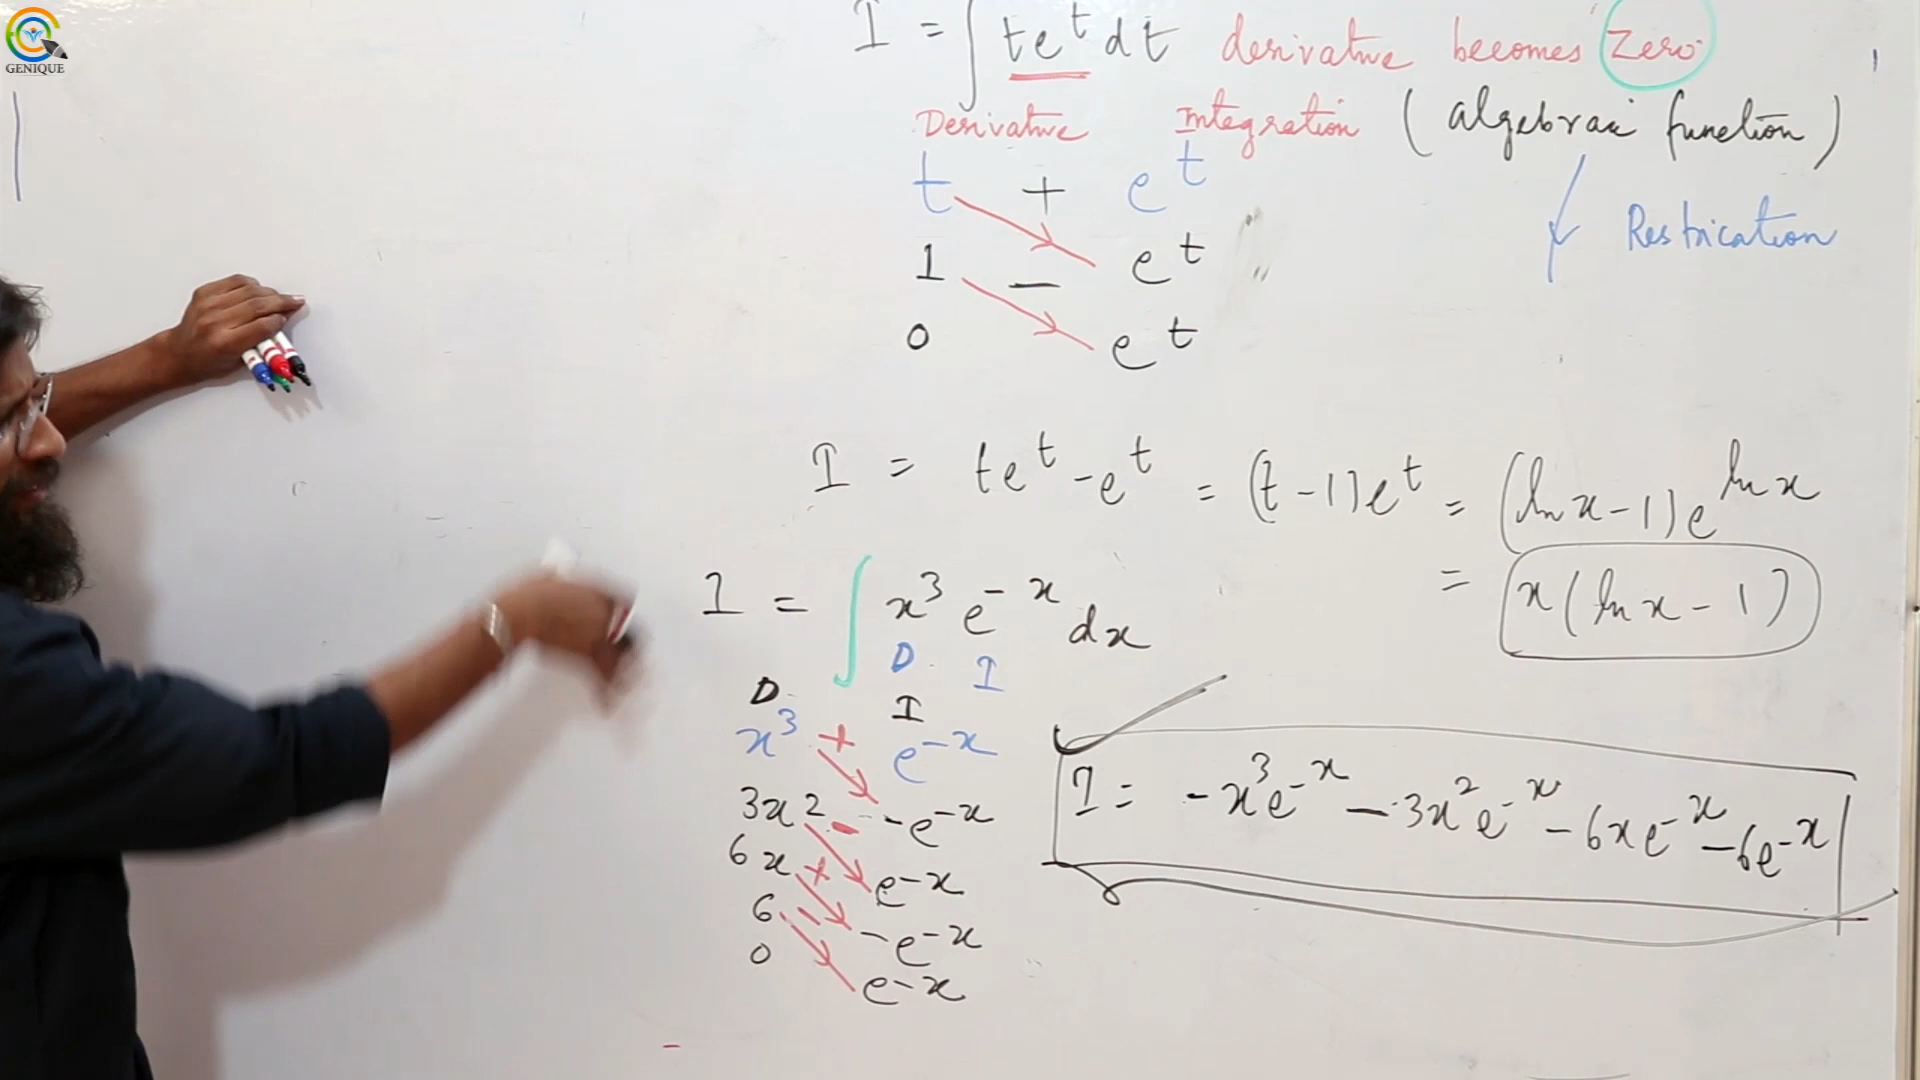 GENIQUE
I = ∫ te^t dt derivative becomes Zero
Derivative Integration (algebraic function)
t + e^t
Restrication
1 − e^t
0 e^t
I = te^t - e^t = (t - 1)e^t = (ln x - 1)e^{ln x}
= x(ln x - 1)
I = ∫ x^3 e^{-x} dx
D. I
D. I
x^3 + e^{-x}
3x^2 - -e^{-x}
6x + e^{-x}
6 - -e^{-x}
0 e^{-x}
I = -x^3e^{-x} - 3x^2e^{-x} - 6xe^{-x} - 6e^{-x}